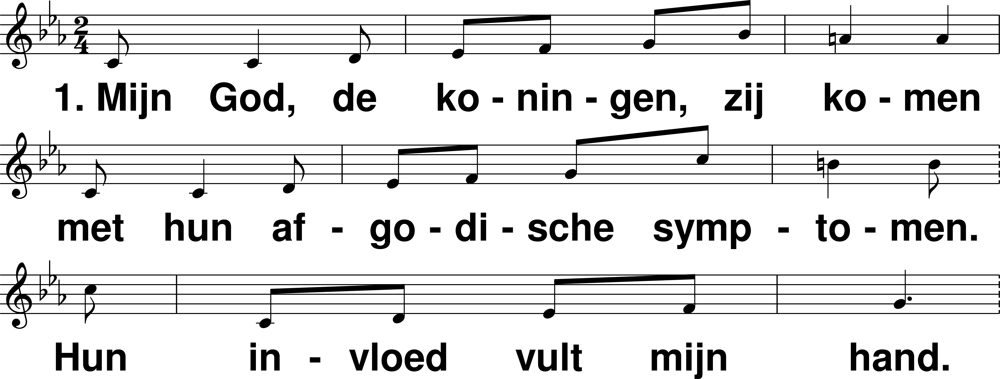 1. Mijn God, de ko - nin - gen, zij ko - men
met hun af - go - di - sche symp - to - men.
Hun in - vloed vult mijn hand.